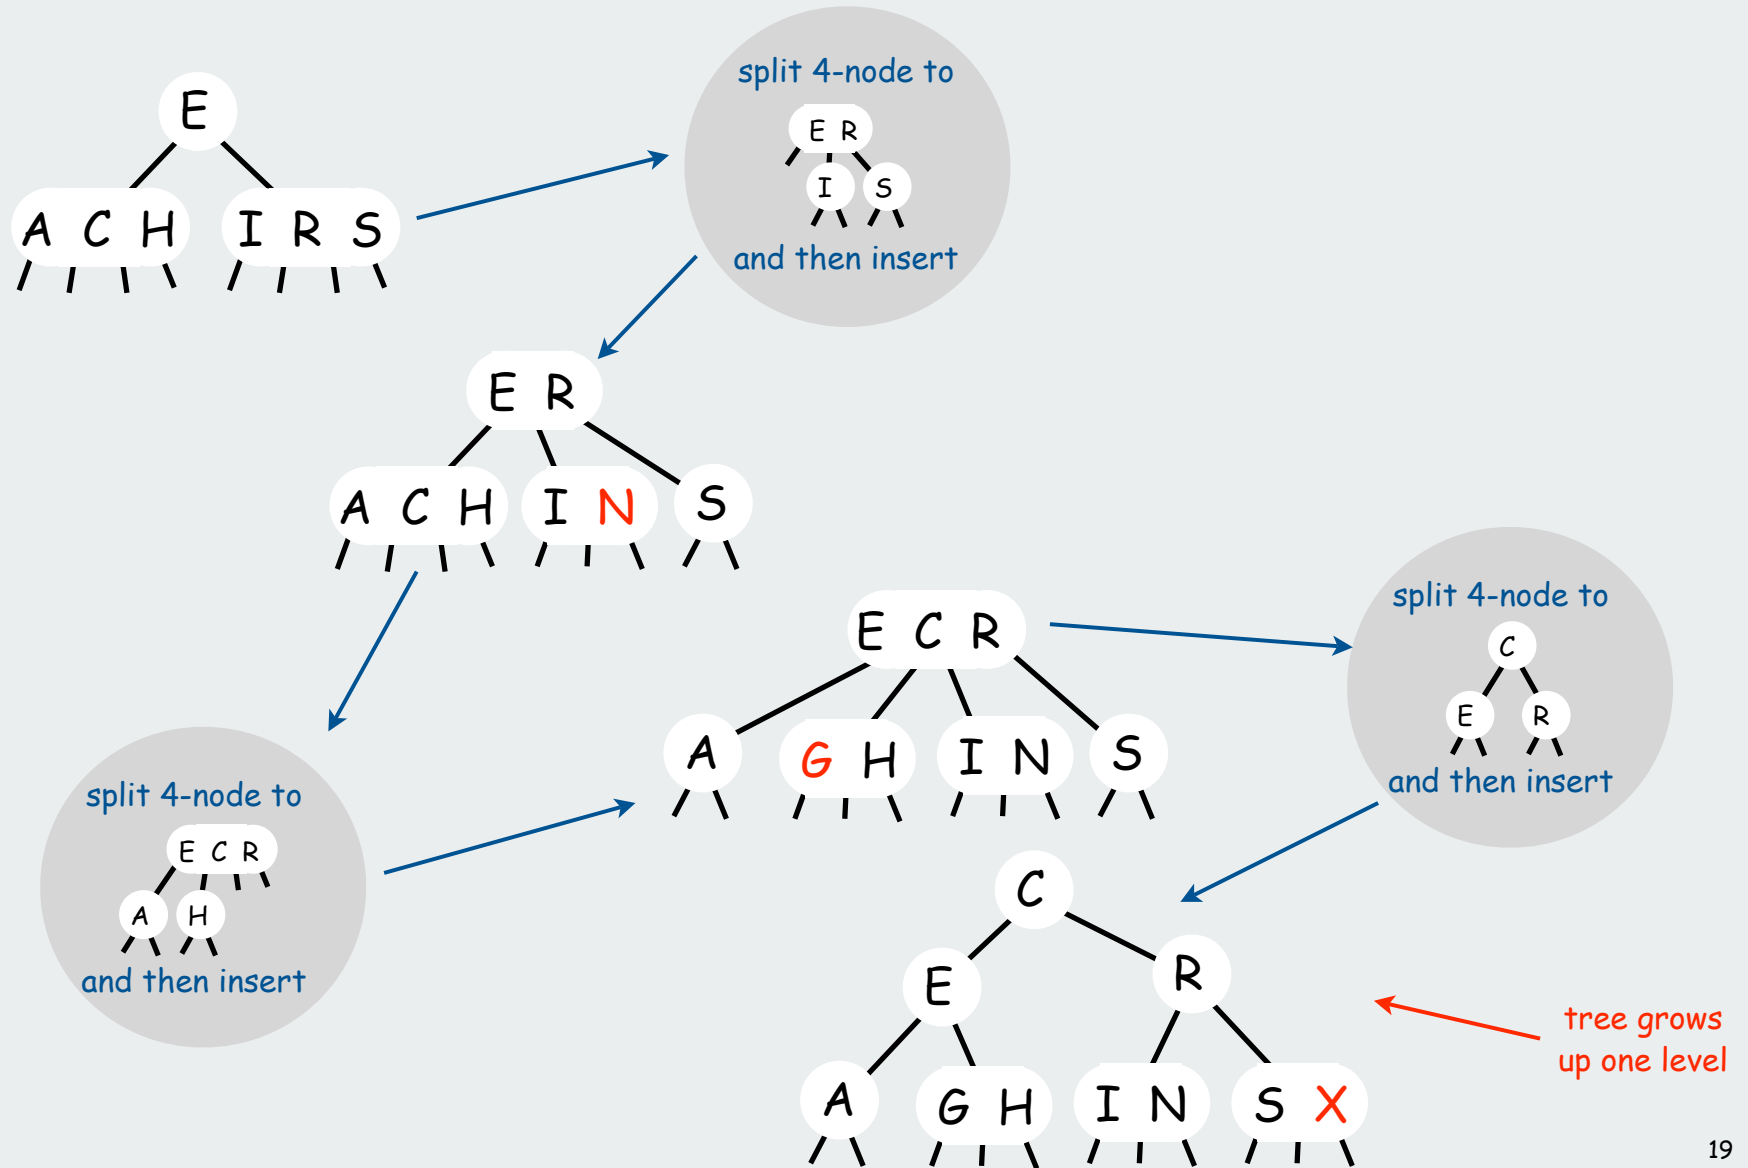 E
A C H
I R S
split 4-node to
E R
I
S
and then insert
E R
A C H
I N
S
split 4-node to
E C R
A
H
and then insert
E C R
A
G H
I N
S
split 4-node to
C
E
R
and then insert
C
E
R
A
G H
I N
S X
tree grows
up one level
19